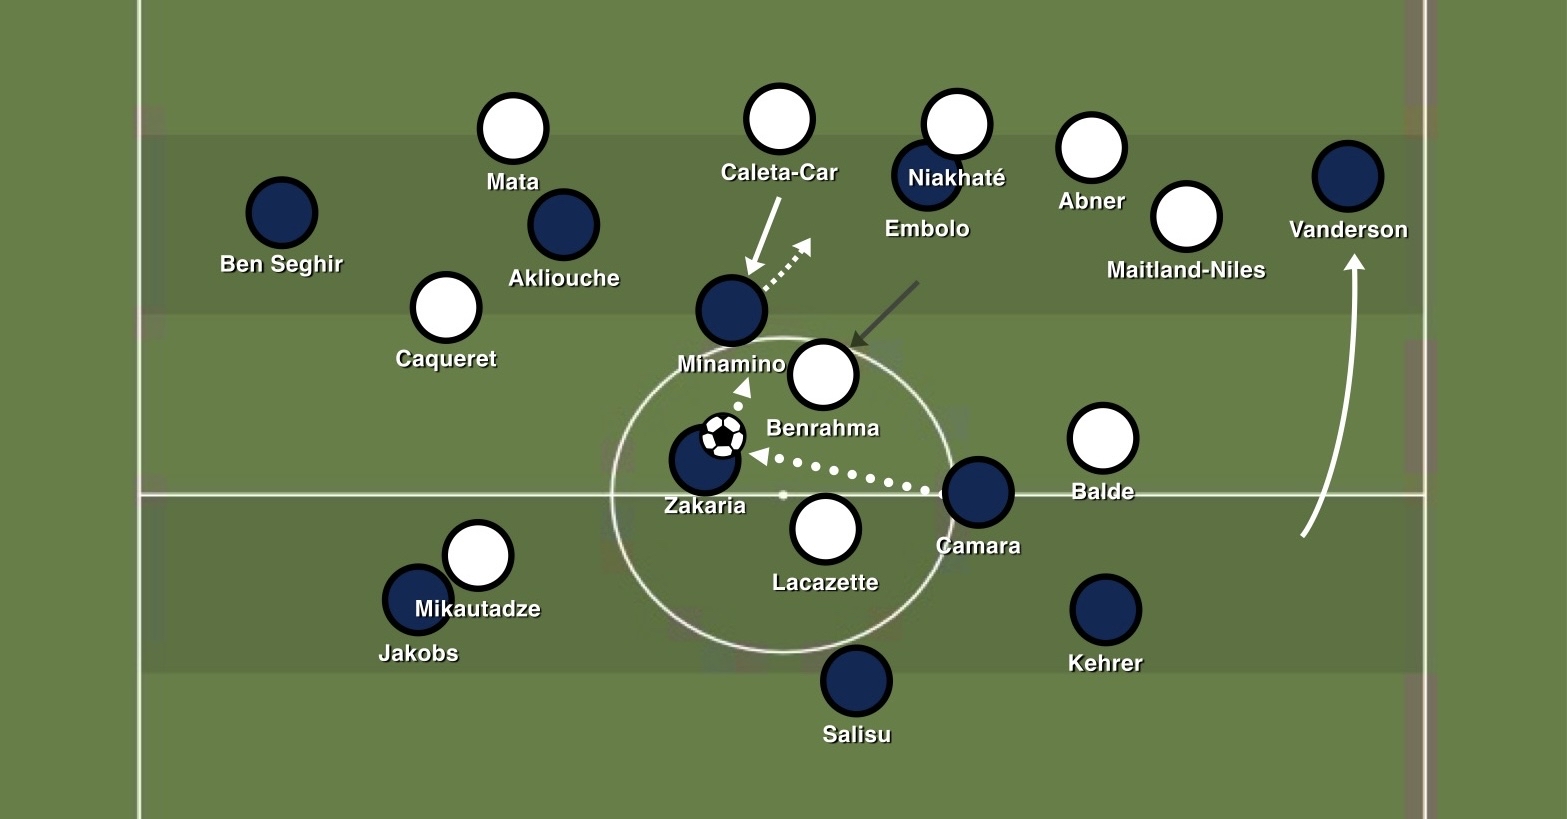 Mata
Caleta-Car
Niakhaté
Abner
Embolo
Vanderson
Ben Seghir
Akliouche
Maitland-Niles
Caqueret
Minamino
Benrahma
Zakaria
Balde
Camara
Lacazette
Mikautadze
Jakobs
Kehrer
Salisu